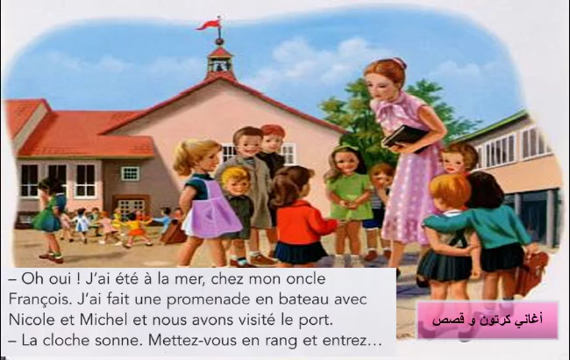 – Oh oui ! J’ai été à la mer, chez mon oncle
François. J’ai fait une promenade en bateau avec
Nicole et Michel et nous avons visité le port.
– La cloche sonne. Mettez-vous en rang et entrez…
أغاني كرتون و قصص